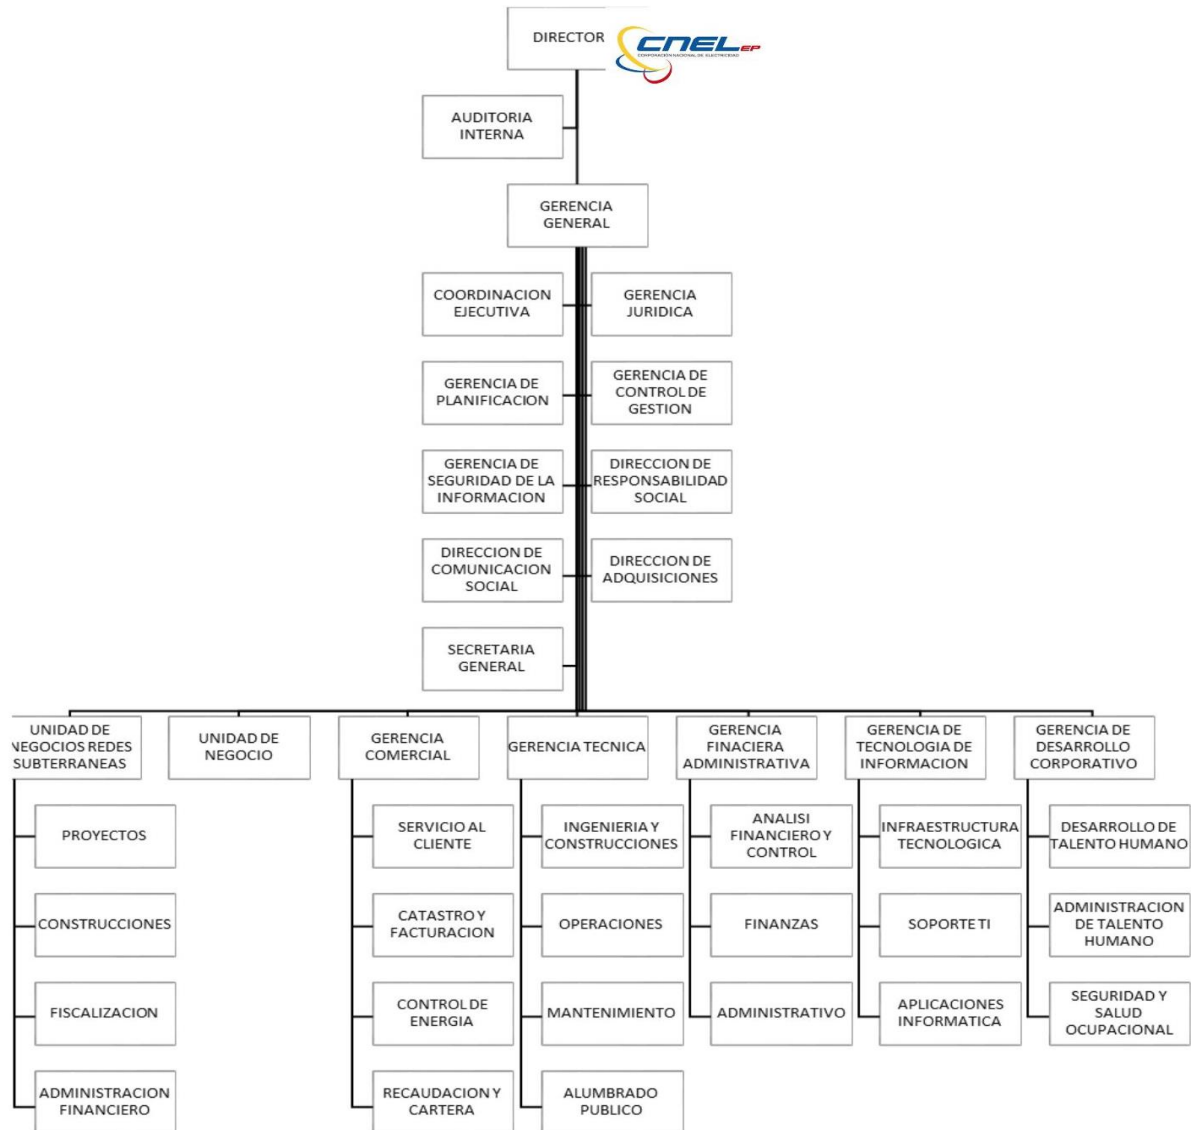 DIRECTOR
CNEL EP
CORPORACIÓN NACIONAL DE ELECTRICIDAD
AUDITORIA
INTERNA
GERENCIA
GENERAL
COORDINACION
EJECUTIVA
GERENCIA
JURIDICA
GERENCIA DE
PLANIFICACION
GERENCIA DE
CONTROL DE
GESTION
GERENCIA DE
SEGURIDAD DE LA
INFORMACION
DIRECCION DE
RESPONSABILIDAD
SOCIAL
DIRECCION DE
COMUNICACION
SOCIAL
DIRECCION DE
ADQUISICIONES
SECRETARIA
GENERAL
UNIDAD DE
NEGOCIOS REDES
SUBTERRANEAS
UNIDAD DE
NEGOCIO
GERENCIA
COMERCIAL
GERENCIA TECNICA
GERENCIA
FINACIERA
ADMINISTRATIVA
GERENCIA DE
TECNOLOGIA DE
INFORMACION
GERENCIA DE
DESARROLLO
CORPORATIVO
PROYECTOS
SERVICIO AL
CLIENTE
INGENIERIA Y
CONSTRUCCIONES
ANALISI
FINANCIERO Y
CONTROL
INFRAESTRUCTURA
TECNOLOGICA
DESARROLLO DE
TALENTO HUMANO
CONSTRUCCIONES
CATASTRO Y
FACTURACION
OPERACIONES
FINANZAS
SOPORTE TI
ADMINISTRACION
DE TALENTO
HUMANO
FISCALIZACION
CONTROL DE
ENERGIA
MANTENIMIENTO
ADMINISTRATIVO
APLICACIONES
INFORMATICA
SEGURIDAD Y
SALUD
OCUPACIONAL
ADMINISTRACION
FINANCIERO
RECAUDACION Y
CARTERA
ALUMBRADO
PUBLICO